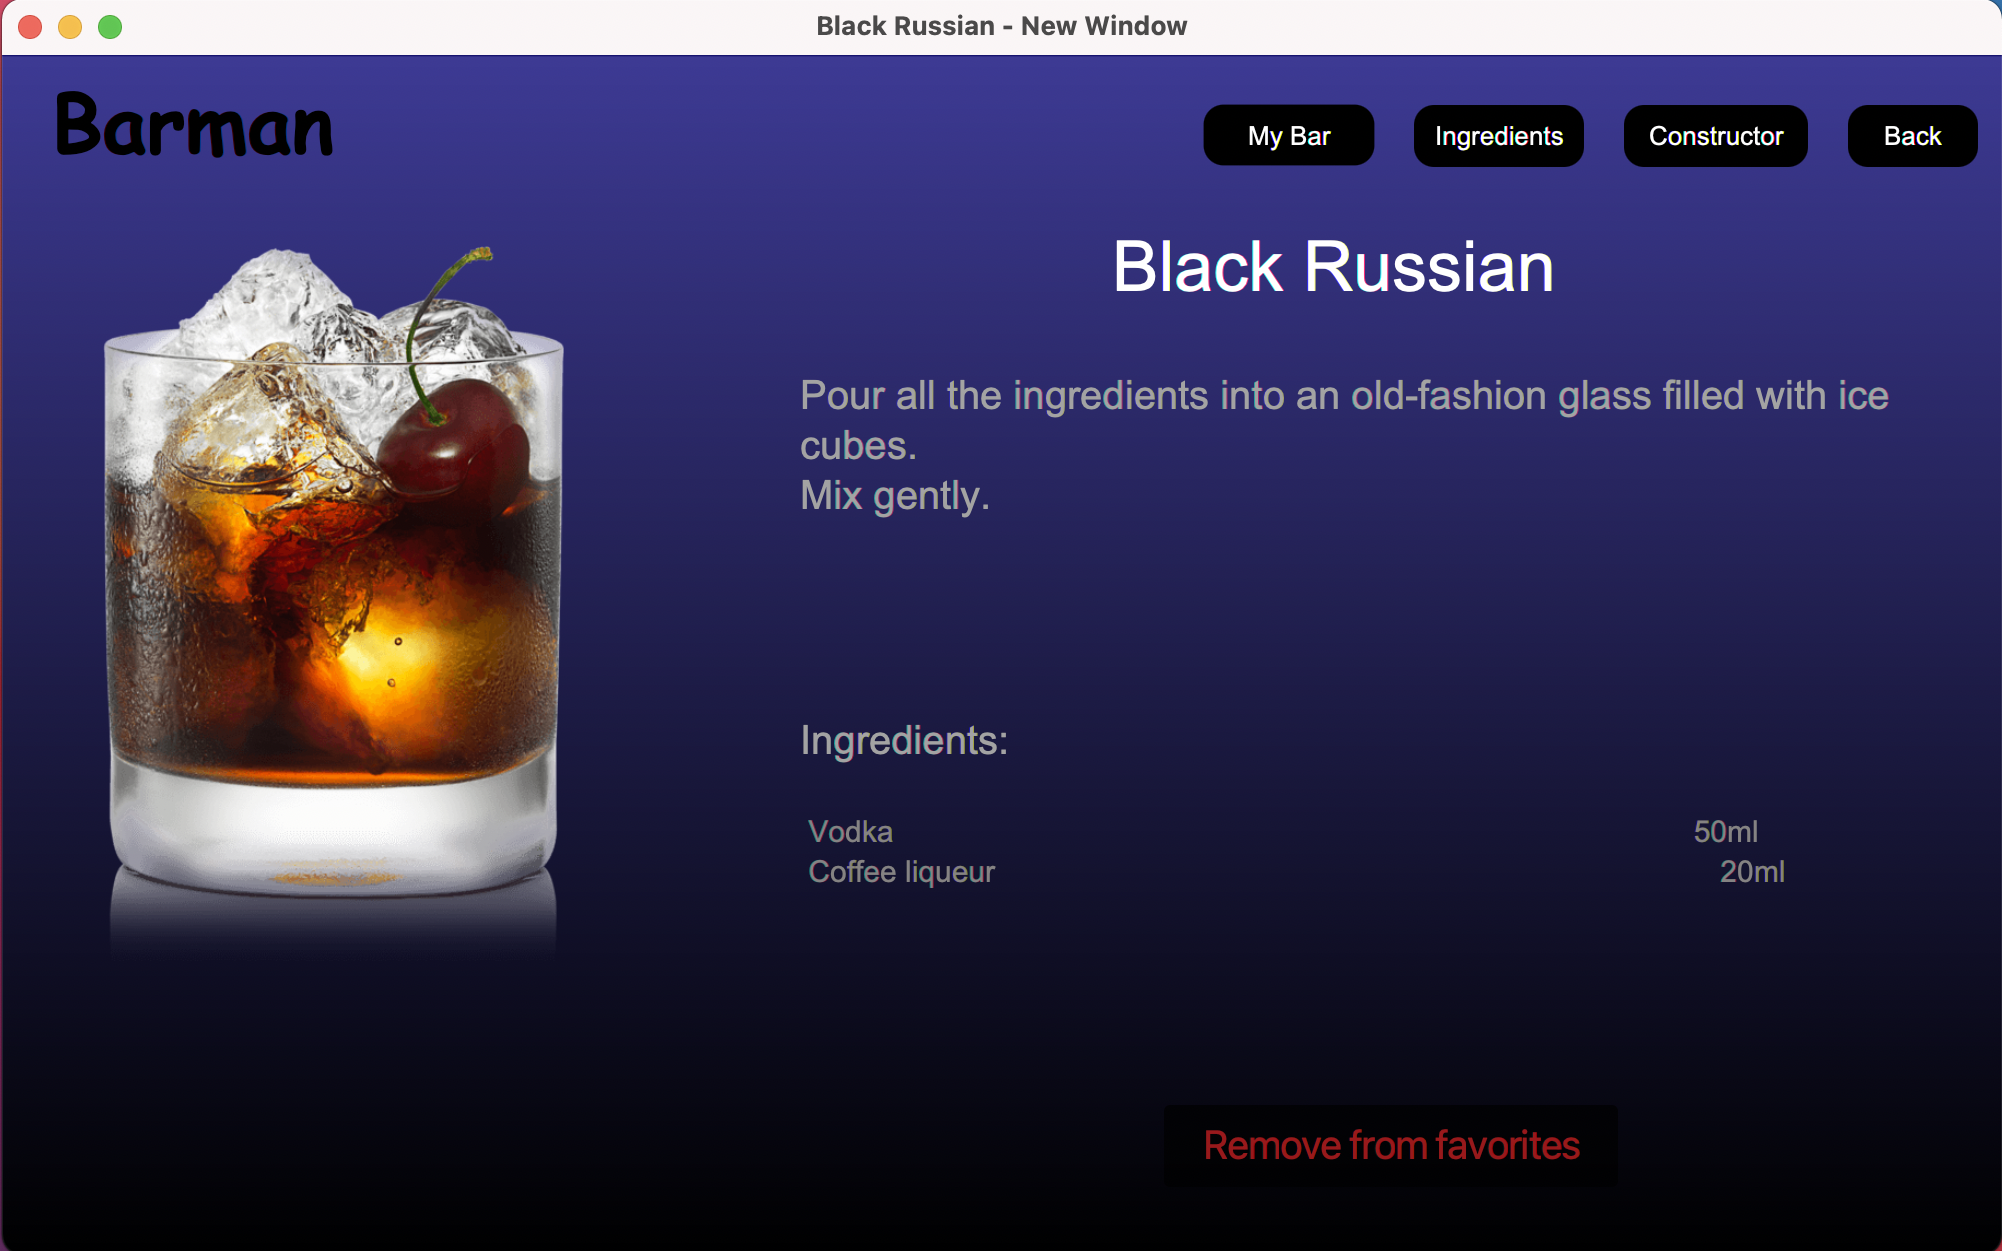 Black Russian - New Window
Barman
My Bar
Ingredients
Constructor
Back
Black Russian
Pour all the ingredients into an old-fashion glass filled with ice
cubes.
Mix gently.
Ingredients:
Vodka 50ml
Coffee liqueur 20ml
Remove from favorites